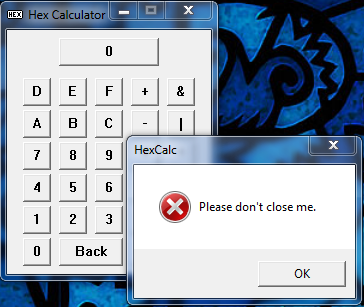 HEX Hex Calculator
0
D E F + &
A B C - |
7 8 9
4 5 6
1 2 3
0 Back
HexCalc
Please don't close me.
OK